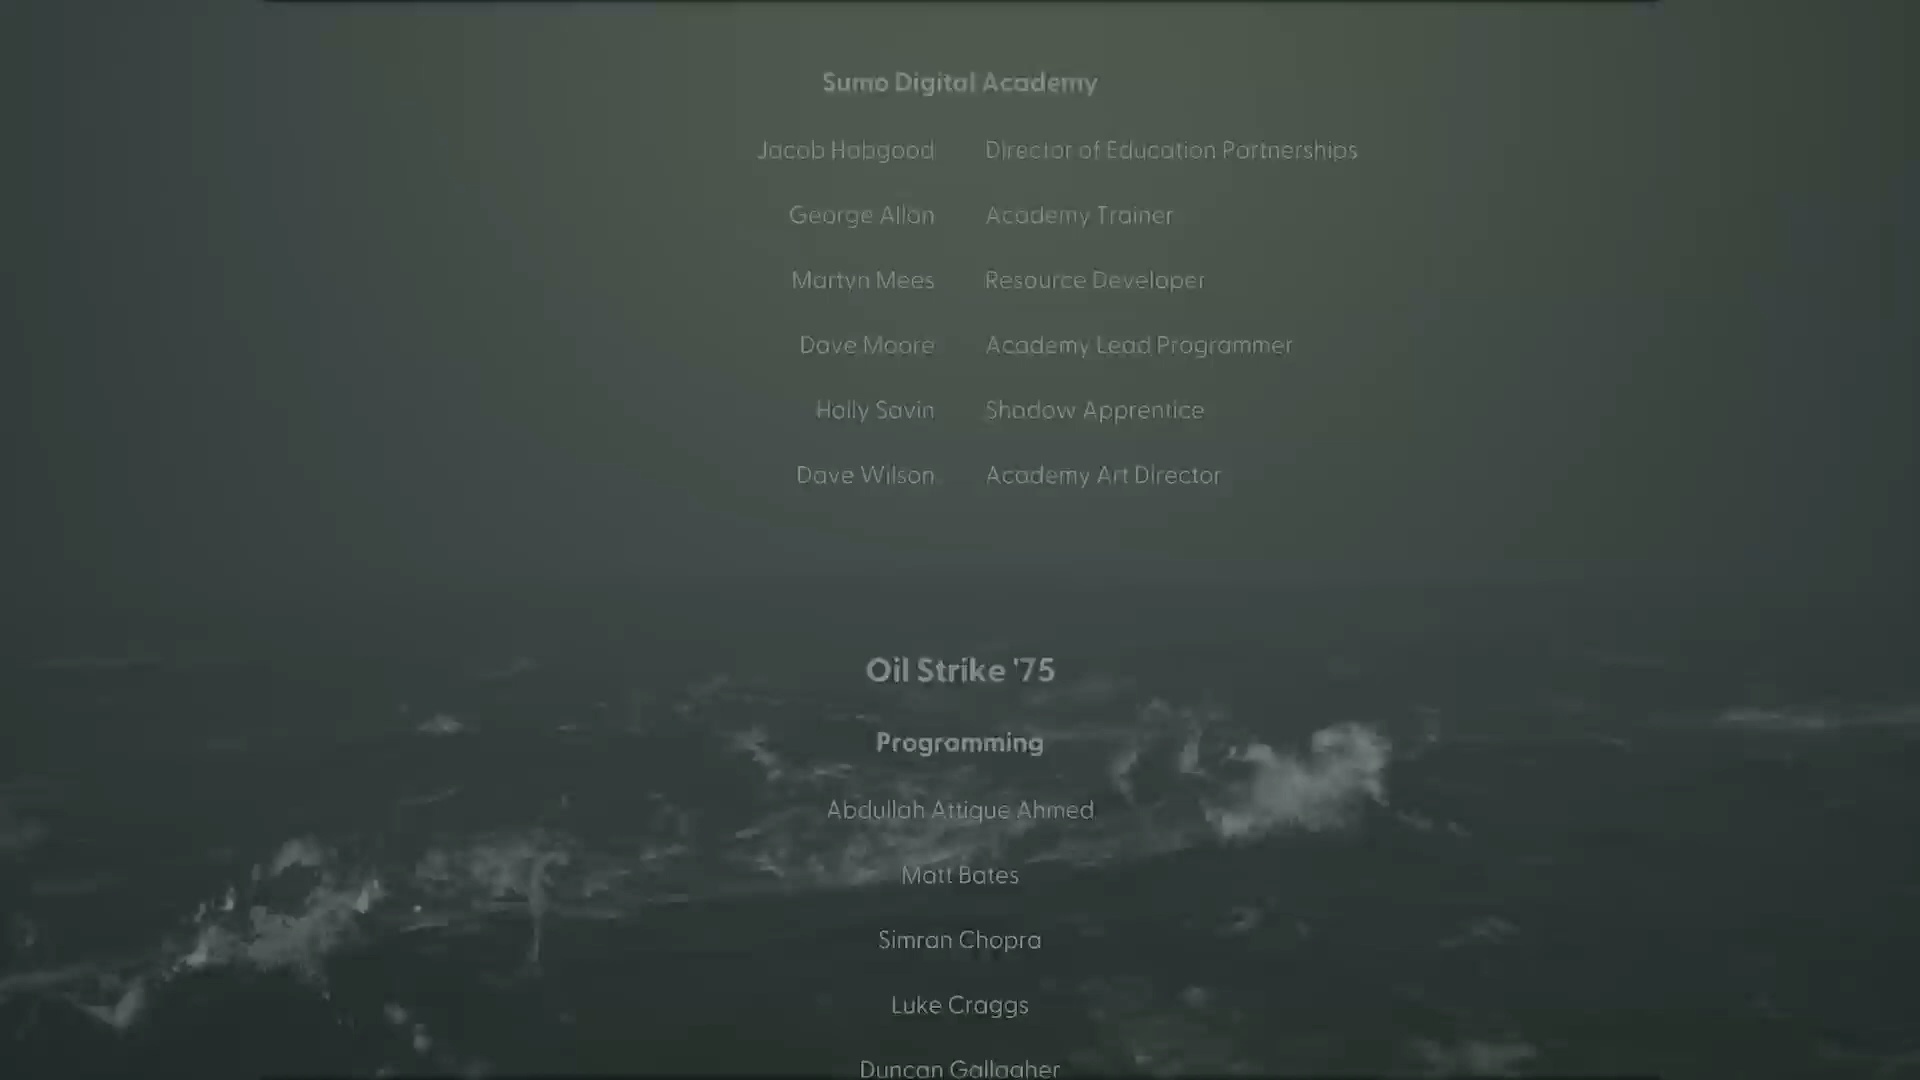 Sumo Digital Academy
Jacob Habgood Director of Education Partnerships
George Allan Academy Trainer
Martyn Mees Resource Developer
Dave Moore Academy Lead Programmer
Holly Savin Shadow Apprentice
Dave Wilson Academy Art Director
Oil Strike '75
Programming
Abdullah Attique Ahmed
Matt Bates
Simran Chopra
Luke Craggs
Duncan Gallagher